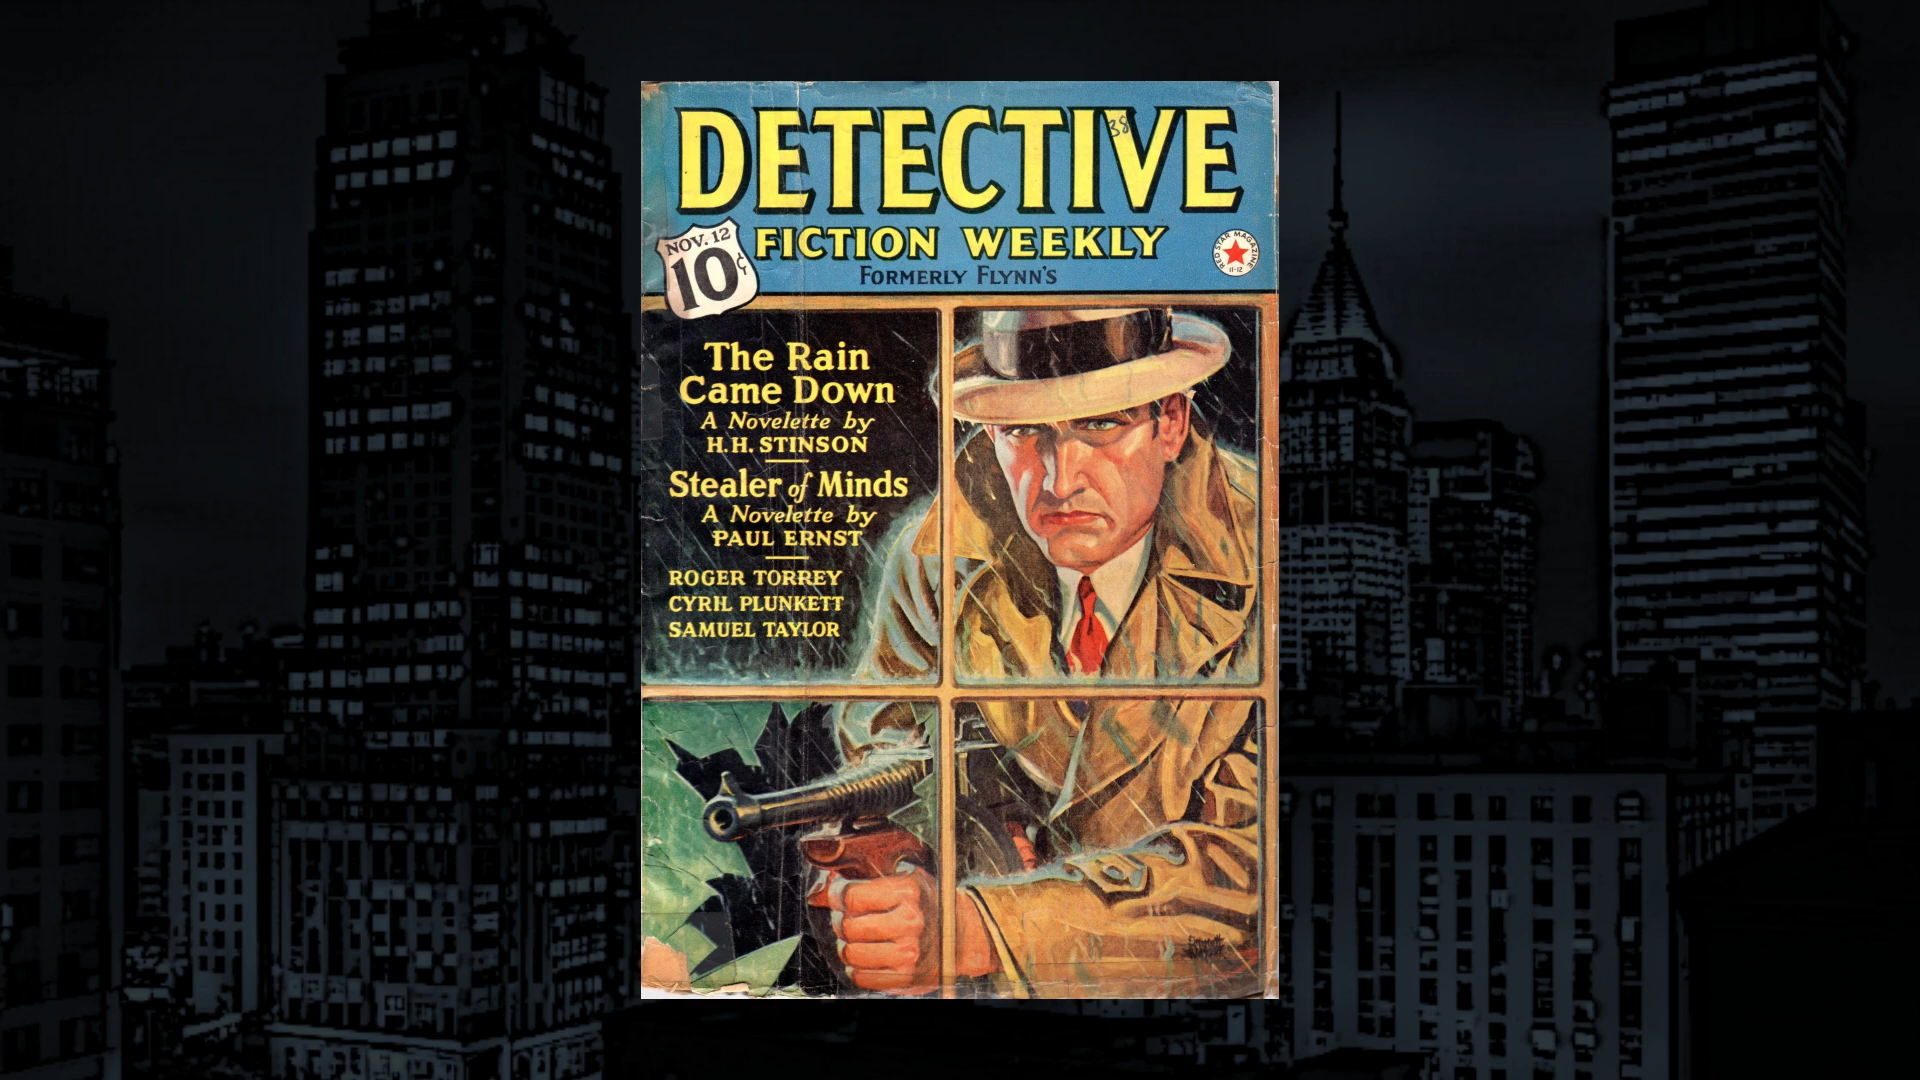 DETECTIVE
38
FICTION WEEKLY
FORMERLY FLYNN'S
NOV. 12
10¢
RED STAR MAGAZINE
11-12
The Rain
Came Down
A Novelette by
H.H. STINSON
Stealer of Minds
A Novelette by
PAUL ERNST
ROGER TORREY
CYRIL PLUNKETT
SAMUEL TAYLOR